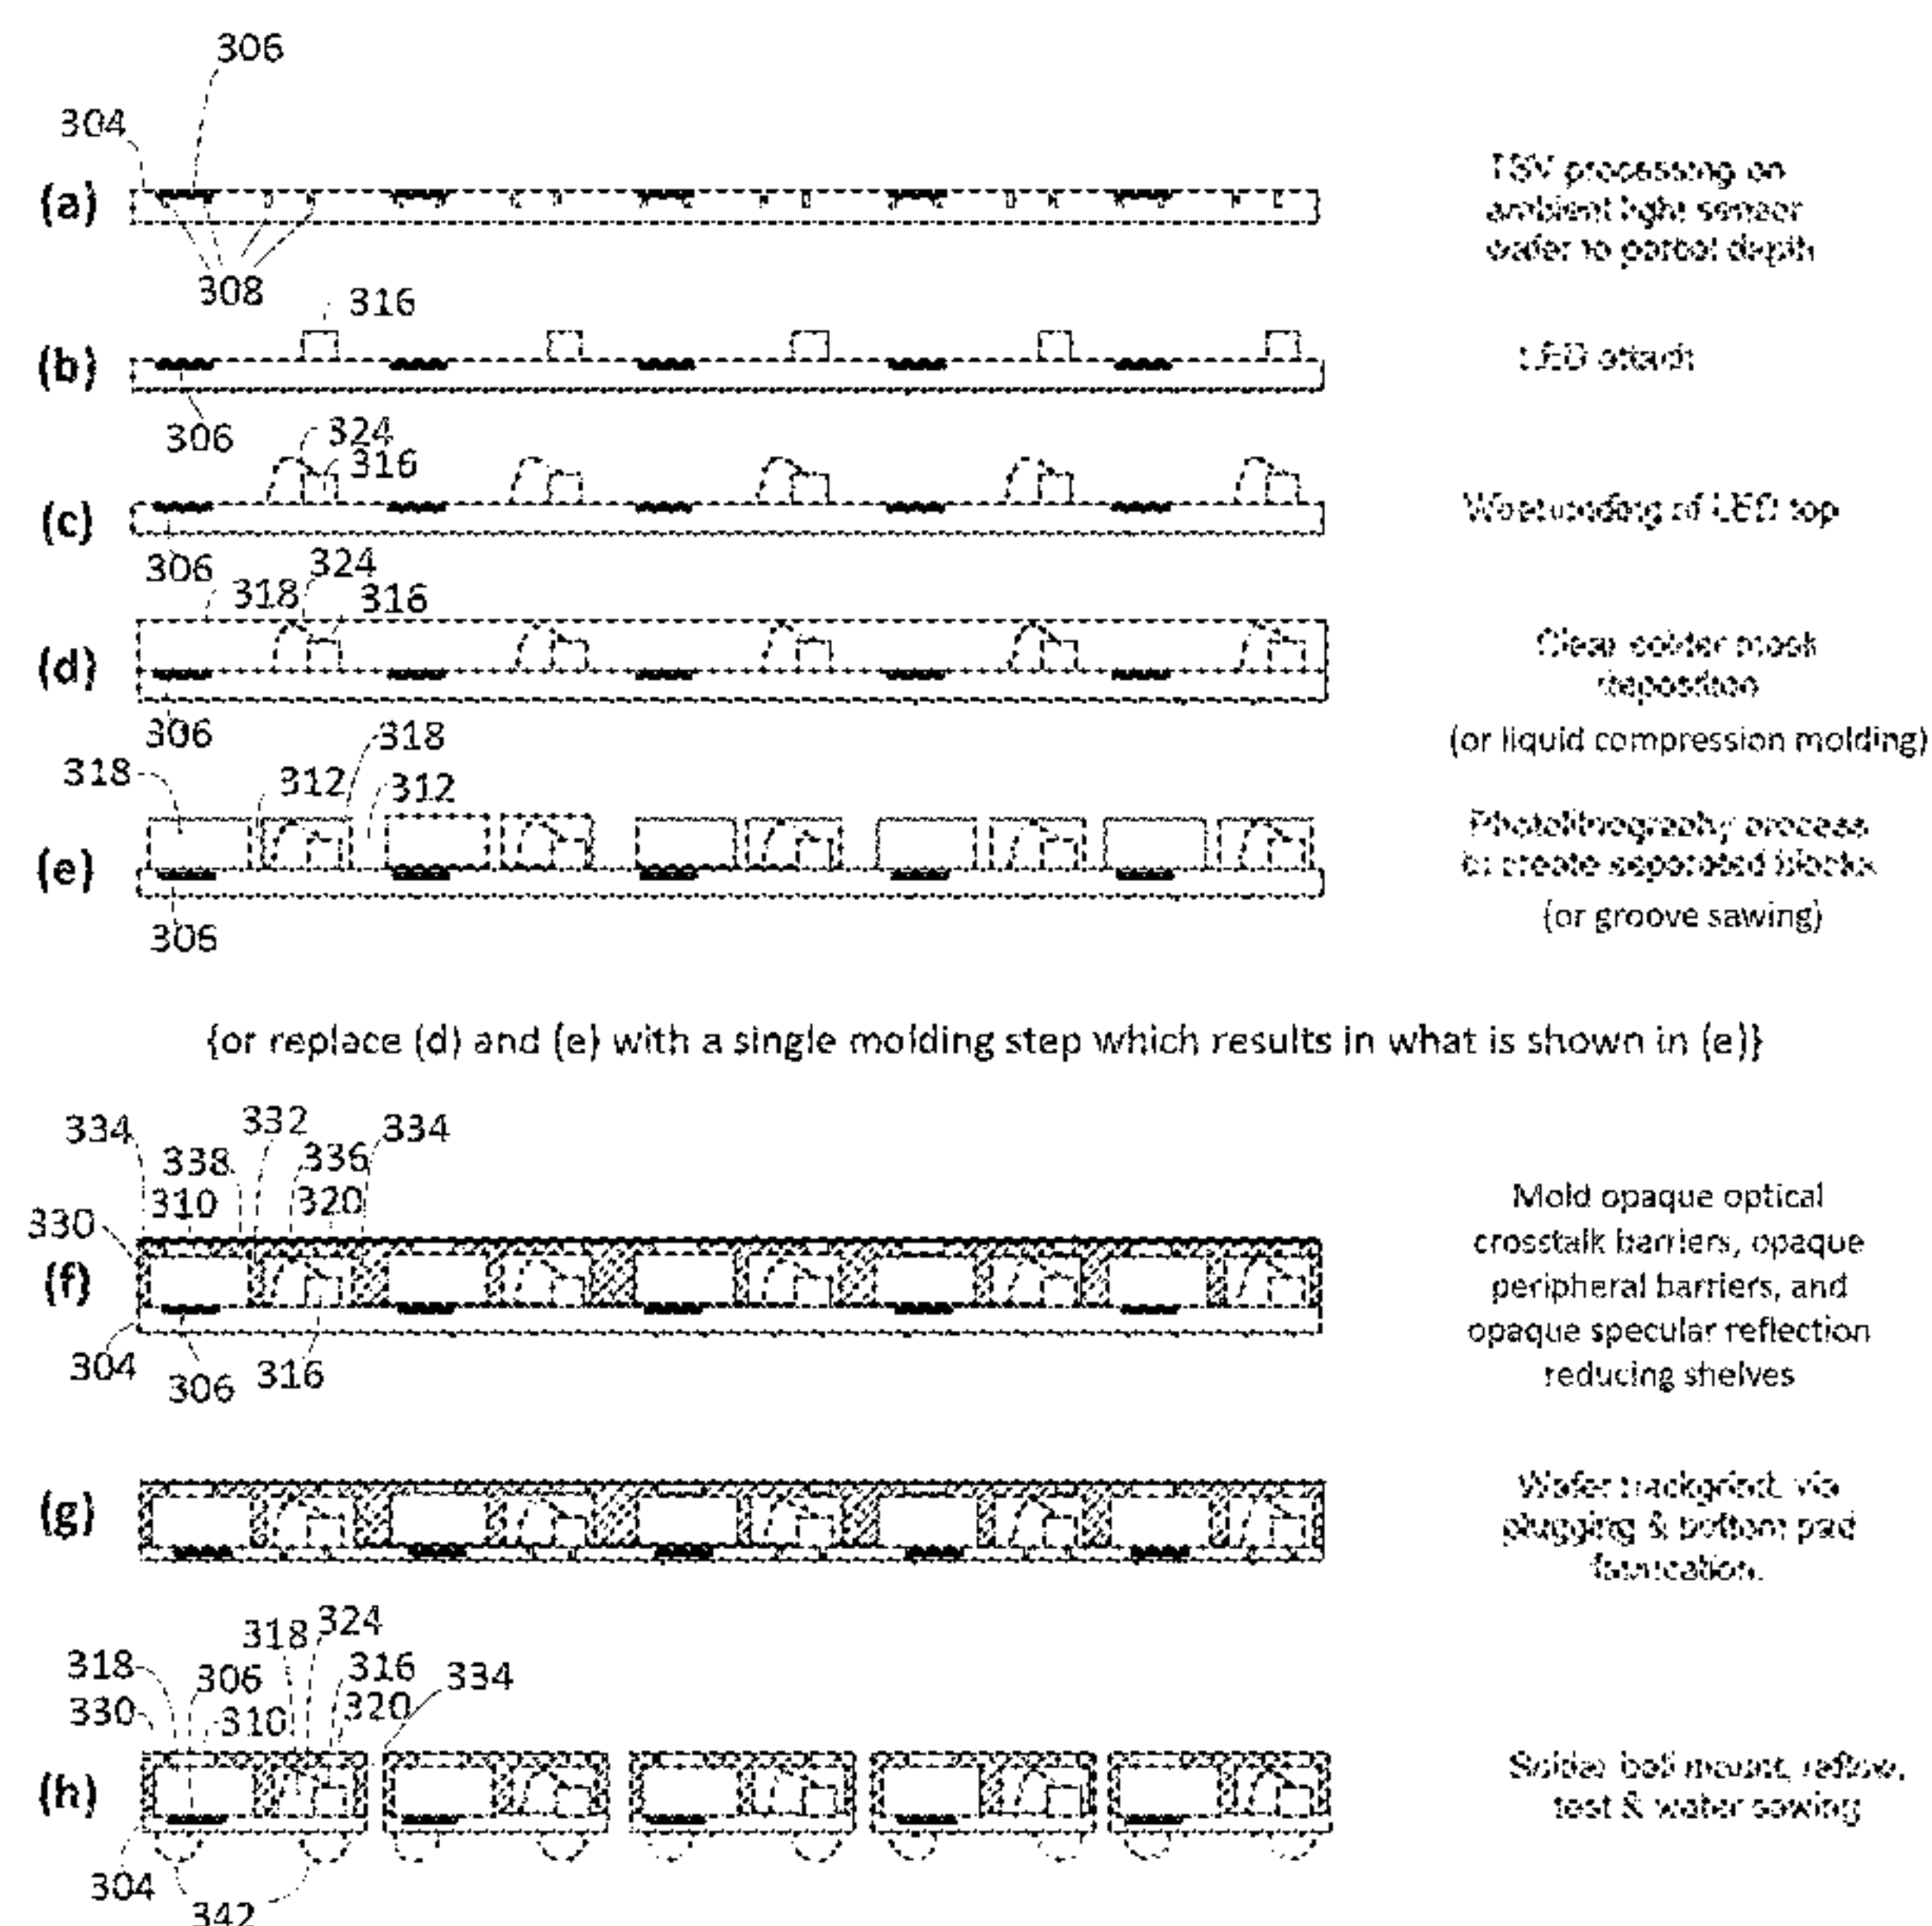 306
304
(a)
TSV processing on
ambient light sensor
wafer to partial depth
308
316
(b)
LED attach
306
324
316
(c)
Wirebonding of LED top
306
324
318
316
(d)
Clear solder mask
deposition
306
(or liquid compression molding)
318
318
312
312
(e)
Photolithography process
to create separated blocks
(or groove sawing)
306
{or replace (d) and (e) with a single molding step which results in what is shown in (e)}
334
332
334
338
336
310
320
330
(f)
Mold opaque optical
crosstalk barriers, opaque
peripheral barriers, and
opaque specular reflection
reducing shelves
304
306
316
(g)
Wafer backgrind, via
plugging & bottom pad
fabrication.
318
324
318
306
316
334
330
310
320
(h)
Solder ball mount, reflow,
test & wafer sawing
304
342